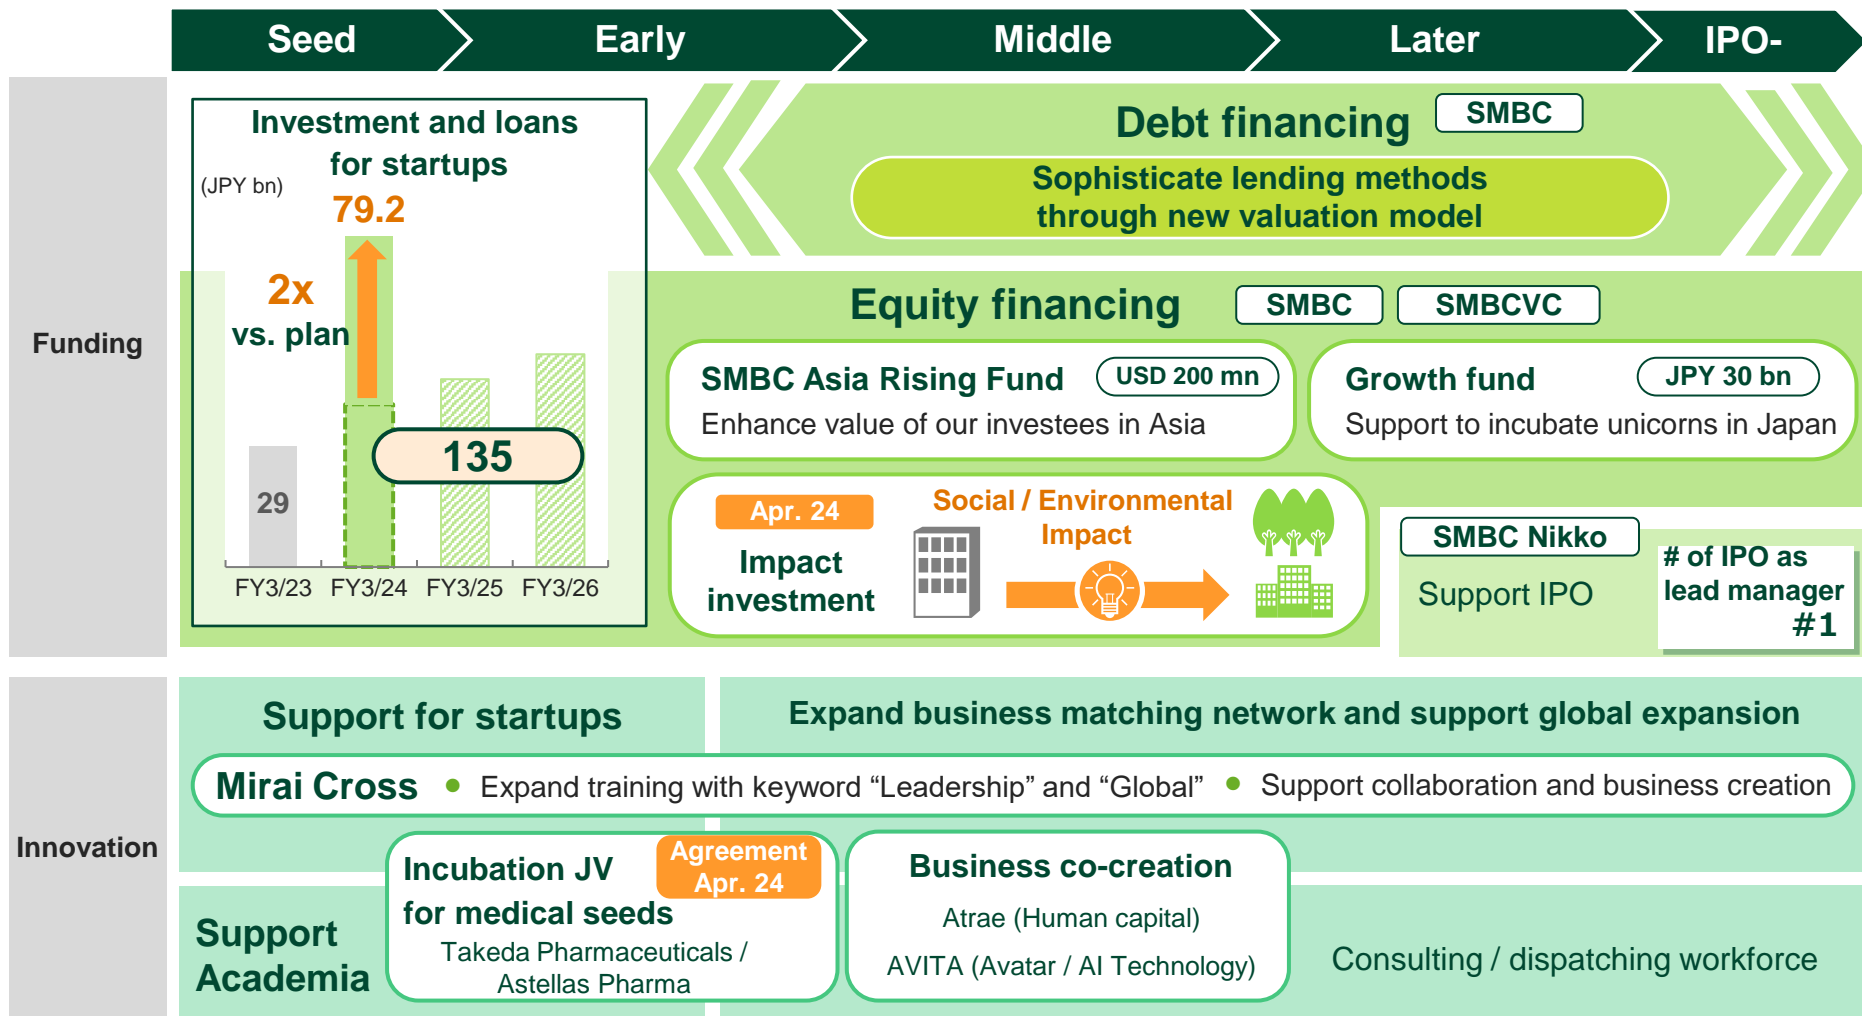 Seed
Early
Middle
Later
IPO-
Funding
Investment and loans
for startups
(JPY bn)
79.2
2x
vs. plan
135
29
FY3/23
FY3/24
FY3/25
FY3/26
Debt financing
SMBC
Sophisticate lending methods
through new valuation model
Equity financing
SMBC
SMBCVC
SMBC Asia Rising Fund
USD 200 mn
Enhance value of our investees in Asia
Growth fund
JPY 30 bn
Support to incubate unicorns in Japan
Apr. 24
Impact
investment
Social / Environmental
Impact
SMBC Nikko
Support IPO
# of IPO as
lead manager
#1
Innovation
Support for startups
Expand business matching network and support global expansion
Mirai Cross
• Expand training with keyword “Leadership” and “Global”
• Support collaboration and business creation
Support
Academia
Incubation JV
for medical seeds
Agreement
Apr. 24
Takeda Pharmaceuticals /
Astellas Pharma
Business co-creation
Atrae (Human capital)
AVITA (Avatar / AI Technology)
Consulting / dispatching workforce